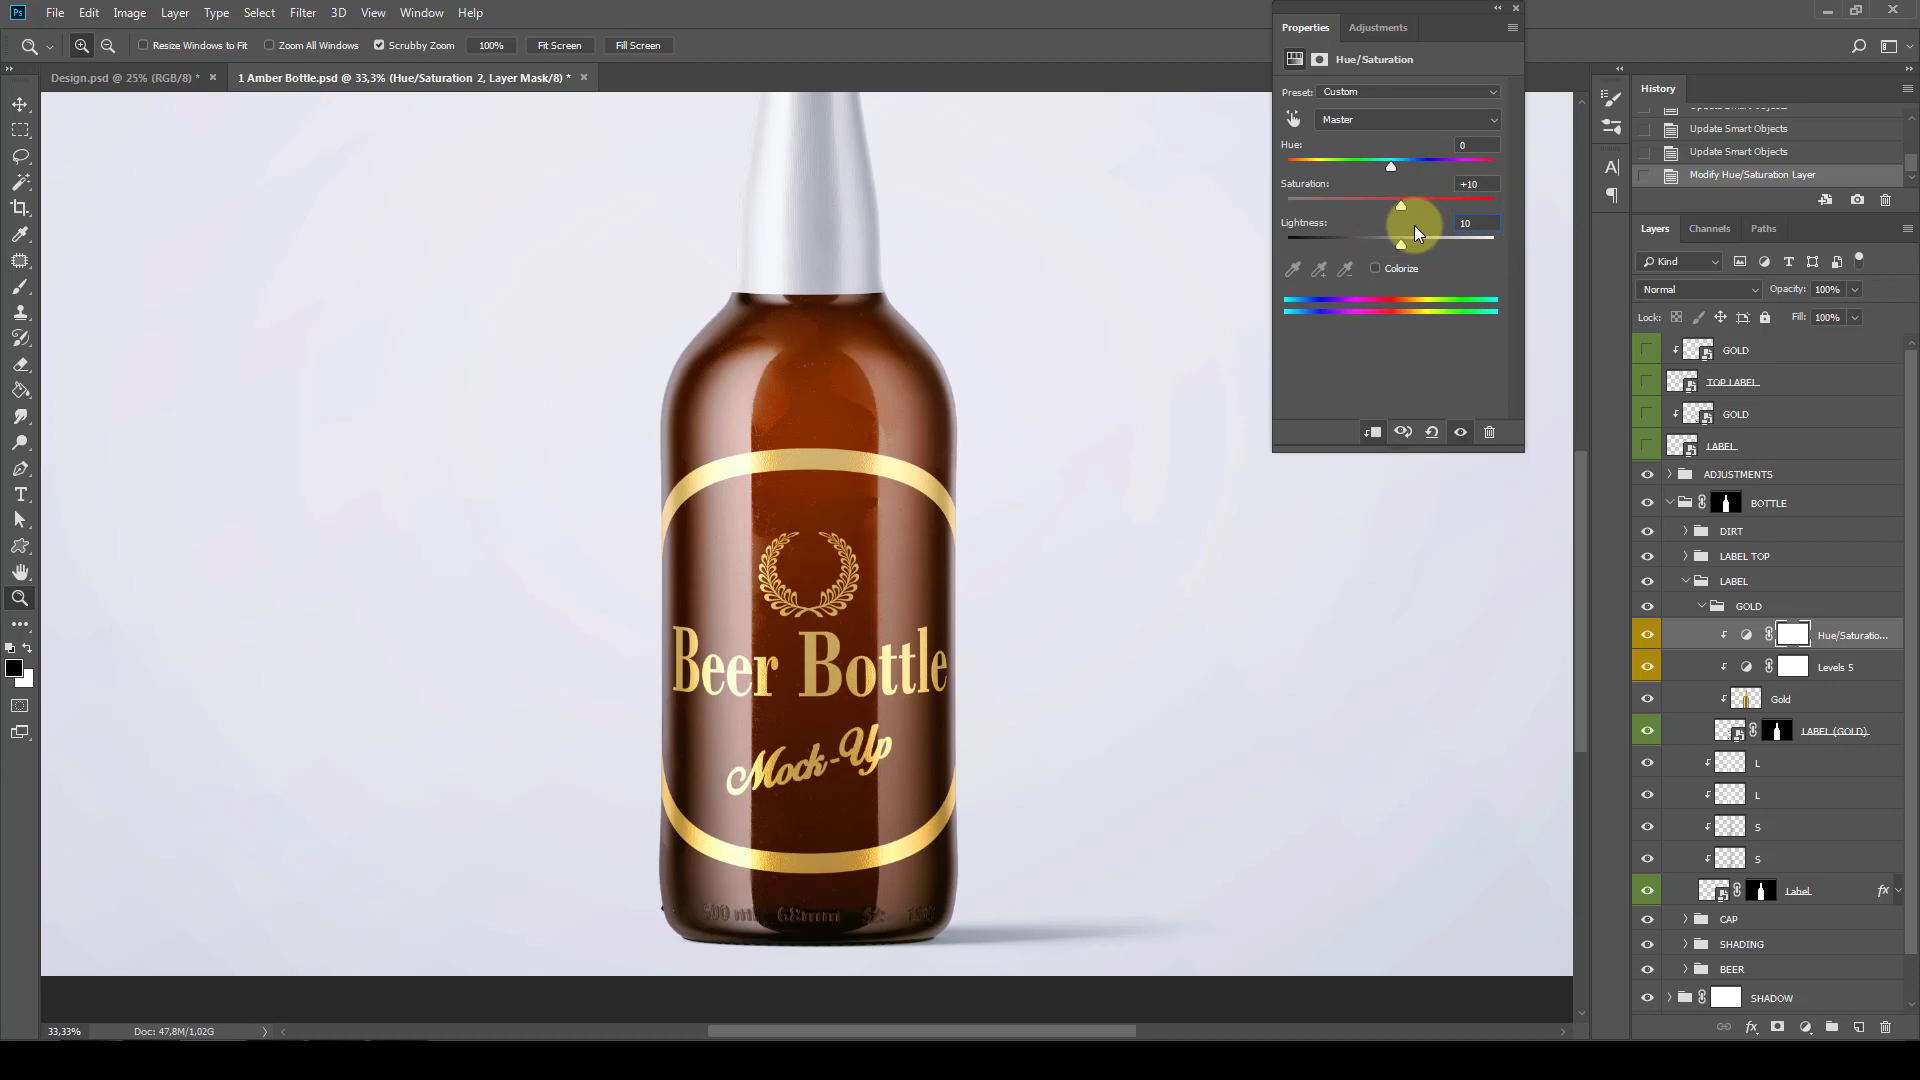 Ps File Edit Image Layer Type Select Filter 3D View Window Help
Resize Windows to Fit Zoom All Windows Scrubby Zoom 100% Fit Screen Fill Screen
Design.psd @ 25% (RGB/8) * × 1 Amber Bottle.psd @ 33,3% (Hue/Saturation 2, Layer Mask/8) * ×
Properties Adjustments
Hue/Saturation
Preset: Custom
Master
Hue: 0
Saturation: +10
Lightness: 10
Colorize
History
Update Smart Objects
Update Smart Objects
Modify Hue/Saturation Layer
Layers Channels Paths
Kind
Normal Opacity: 100%
Lock: Fill: 100%
GOLD
TOP LABEL
GOLD
LABEL
ADJUSTMENTS
BOTTLE
DIRT
LABEL TOP
LABEL
GOLD
Hue/Saturatio...
Levels 5
Gold
LABEL (GOLD)
L
L
S
S
Label fx
CAP
SHADING
BEER
SHADOW
Beer Bottle
Mock-Up
68mm
33,33% Doc: 47,8M/1,02G